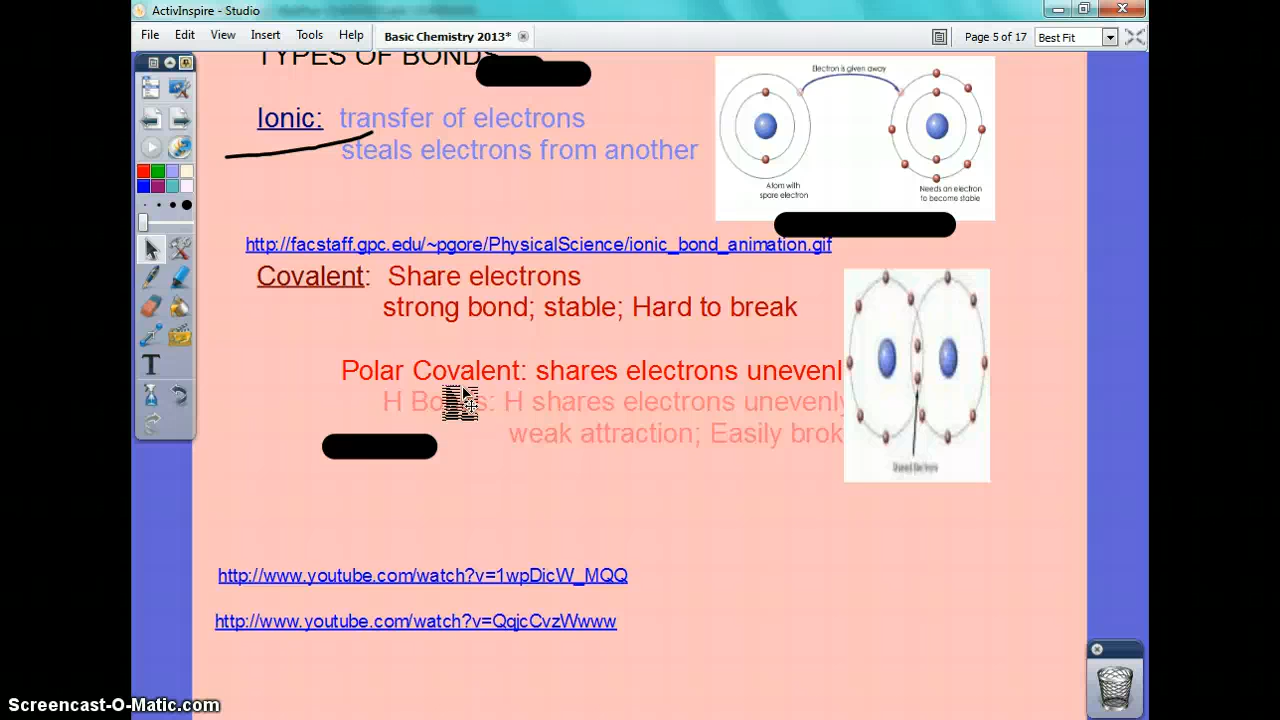 ActivInspire - Studio
File Edit View Insert Tools Help
Basic Chemistry 2013*
Page 5 of 17
Best Fit
TYPES OF BONDS
Electron is given away
Ionic: transfer of electrons
steals electrons from another
Atom with
spare electron
Needs an electron
to become stable
http://facstaff.gpc.edu/~pgore/PhysicalScience/ionic_bond_animation.gif
Covalent: Share electrons
strong bond; stable; Hard to break
Polar Covalent: shares electrons unevenl
H Bo s: H shares electrons unevenly
weak attraction; Easily brok
T
http://www.youtube.com/watch?v=1wpDicW_MQQ
http://www.youtube.com/watch?v=QqjcCvzWwww
Screencast-O-Matic.com